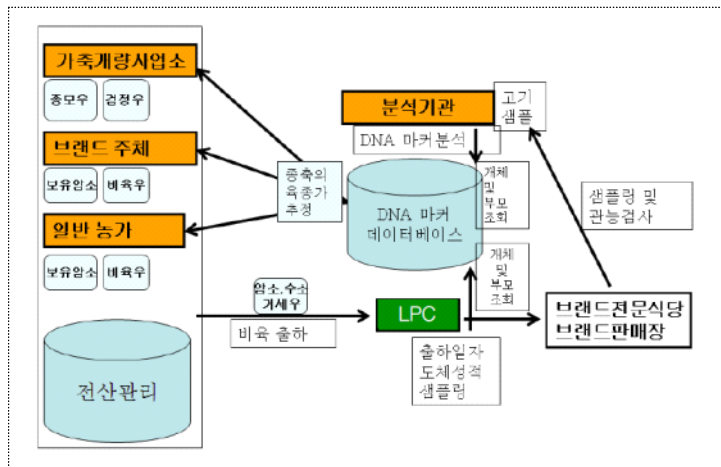 가축개량사업소
종모우
검정우
브랜드 주체
보유암소
비육우
일반 농가
보유암소
비육우
전산관리
종축의
육종가
추정
분석기관
고기
샘플
DNA 마커분석
DNA 마커
데이터베이스
개체
및
부모
조회
개체
및
부모
조회
샘플링 및
관능검사
암소,수소
거세우
비육 출하
LPC
출하일자
도체성적
샘플링
브랜드전문식당
브랜드판매장